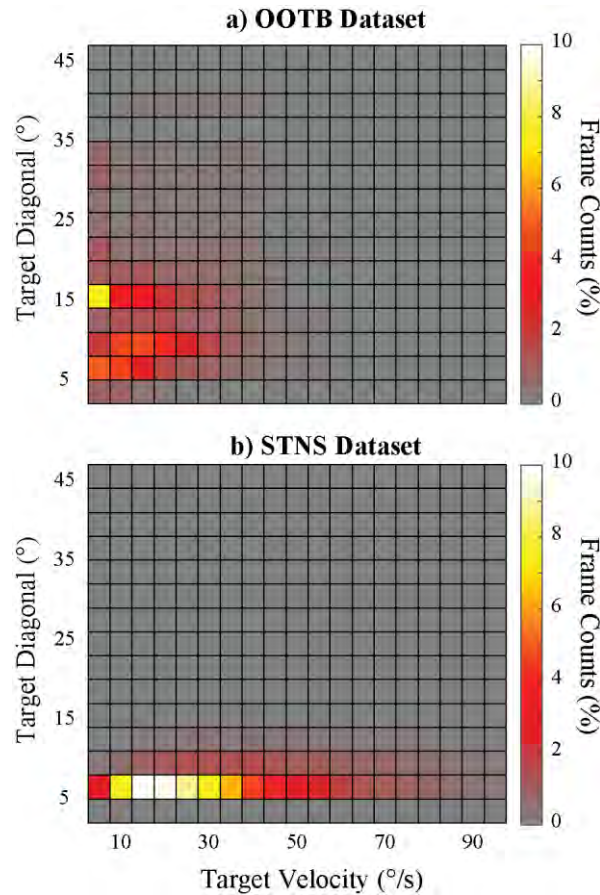 a) OOTB Dataset
45
35
25
15
5
Target Diagonal (°)
10
8
6
4
2
0
Frame Counts (%)
b) STNS Dataset
45
35
25
15
5
Target Diagonal (°)
10
8
6
4
2
0
Frame Counts (%)
10 30 50 70 90
Target Velocity (°/s)